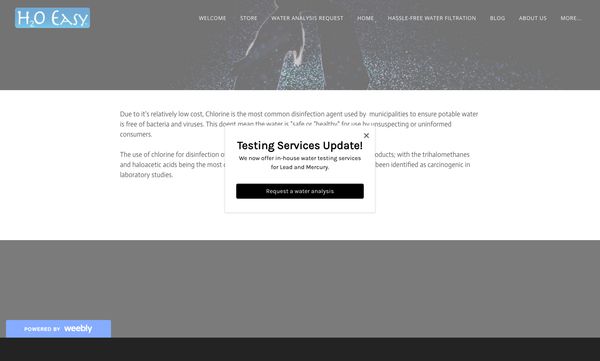 H2O Easy
WELCOME STORE WATER ANALYSIS REQUEST HOME HASSLE-FREE WATER FILTRATION BLOG ABOUT US MORE...
Due to it's relatively low cost, Chlorine is the most common disinfection agent used by municipalities to ensure potable water
is free of bacteria and viruses. This doesnt mean the water is "safe or "healthy" for use by unsuspecting or uninformed
consumers.
Testing Services Update!
We now offer in-house water testing services
for Lead and Mercury.
Request a water analysis
The use of chlorine for disinfection o
oducts; with the trihalomethanes
and haloacetic acids being the most
been identified as carcinogenic in
laboratory studies.
POWERED BY weebly